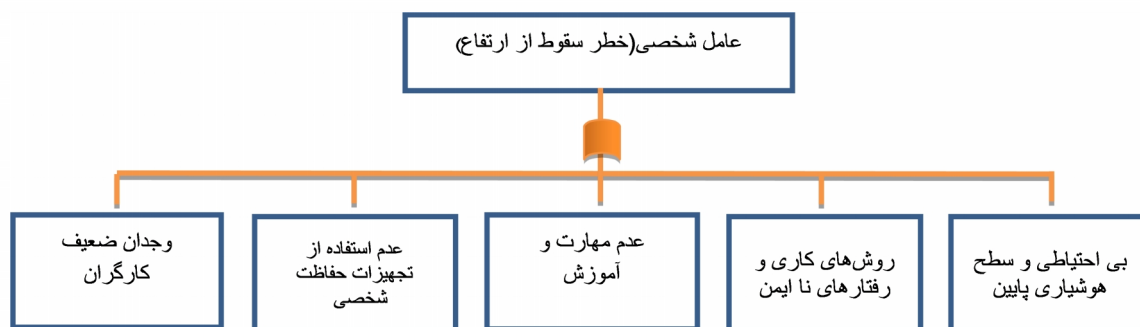 عامل شخصی(خطر سقوط از ارتفاع)
بی احتیاطی و سطح
هوشیاری پایین
روش‌های کاری و
رفتارهای نا ایمن
عدم مهارت و
آموزش
عدم استفاده از
تجهیزات حفاظت
شخصی
وجدان ضعیف
کارگران